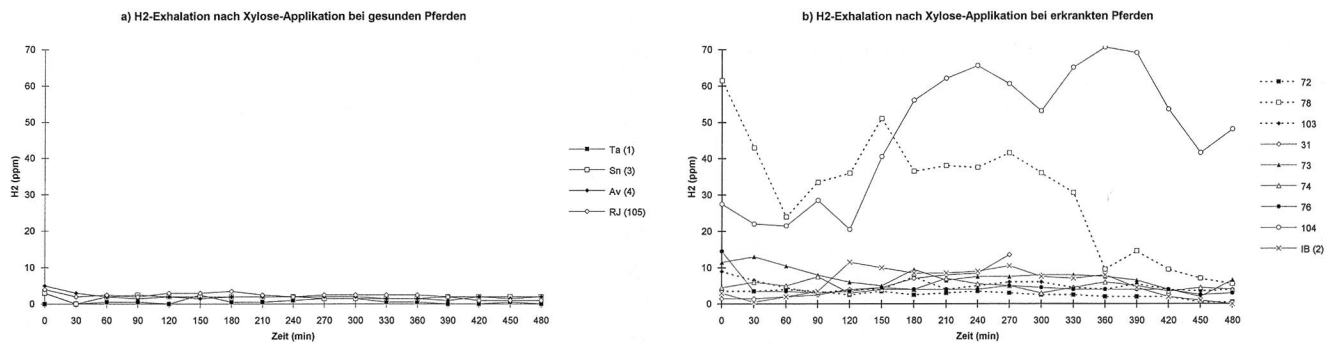 a) H2-Exhalation nach Xylose-Applikation bei gesunden Pferden
70
60
50
40
30
20
10
0
H2 (ppm)
0 30 60 90 120 150 180 210 240 270 300 330 360 390 420 450 480
Zeit (min)
Ta (1)
Sn (3)
Av (4)
RJ (105)
b) H2-Exhalation nach Xylose-Applikation bei erkrankten Pferden
70
60
50
40
30
20
10
0
H2 (ppm)
0 30 60 90 120 150 180 210 240 270 300 330 360 390 420 450 480
Zeit (min)
72
78
103
31
73
74
76
104
IB (2)